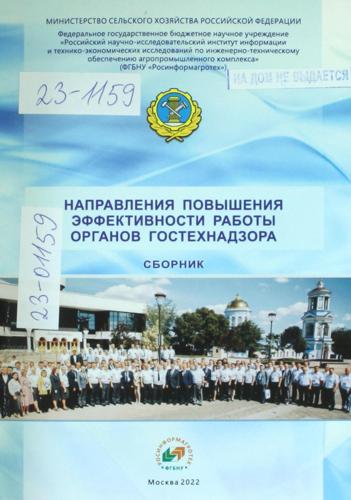 МИНИСТЕРСТВО СЕЛЬСКОГО ХОЗЯЙСТВА РОССИЙСКОЙ ФЕДЕРАЦИИ
Федеральное государственное бюджетное научное учреждение
«Российский научно-исследовательский институт информации
и технико-экономических исследований по инженерно-техническому
обеспечению агропромышленного комплекса»
(ФГБНУ «Росинформагротех»)
НА ДОМ НЕ ВЫДАЕТСЯ
23-1159
НАПРАВЛЕНИЯ ПОВЫШЕНИЯ
ЭФФЕКТИВНОСТИ РАБОТЫ
ОРГАНОВ ГОСТЕХНАДЗОРА
СБОРНИК
23-01159
РОСИНФОРМАГРОТЕХ
ФГБНУ
Москва 2022